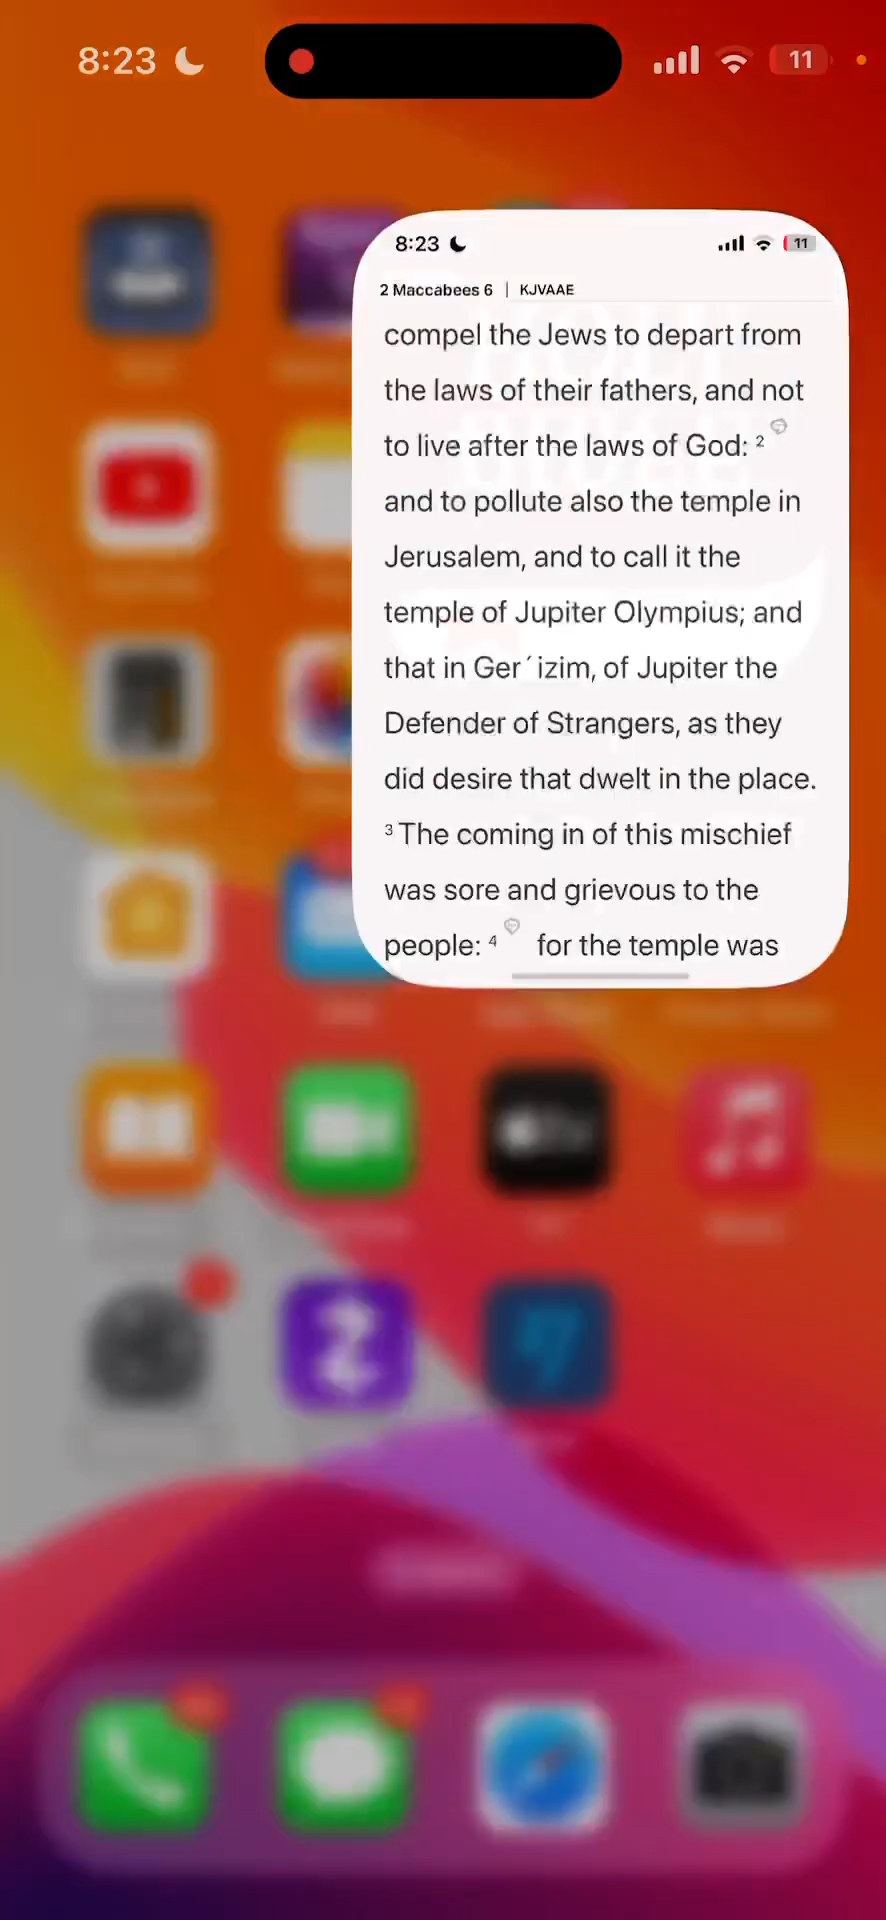 8:23
11
8:23
11
2 Maccabees 6 | KJVAAE
compel the Jews to depart from
the laws of their fathers, and not
to live after the laws of God: 2
and to pollute also the temple in
Jerusalem, and to call it the
temple of Jupiter Olympius; and
that in Ger´izim, of Jupiter the
Defender of Strangers, as they
did desire that dwelt in the place.
3 The coming in of this mischief
was sore and grievous to the
people: 4 for the temple was